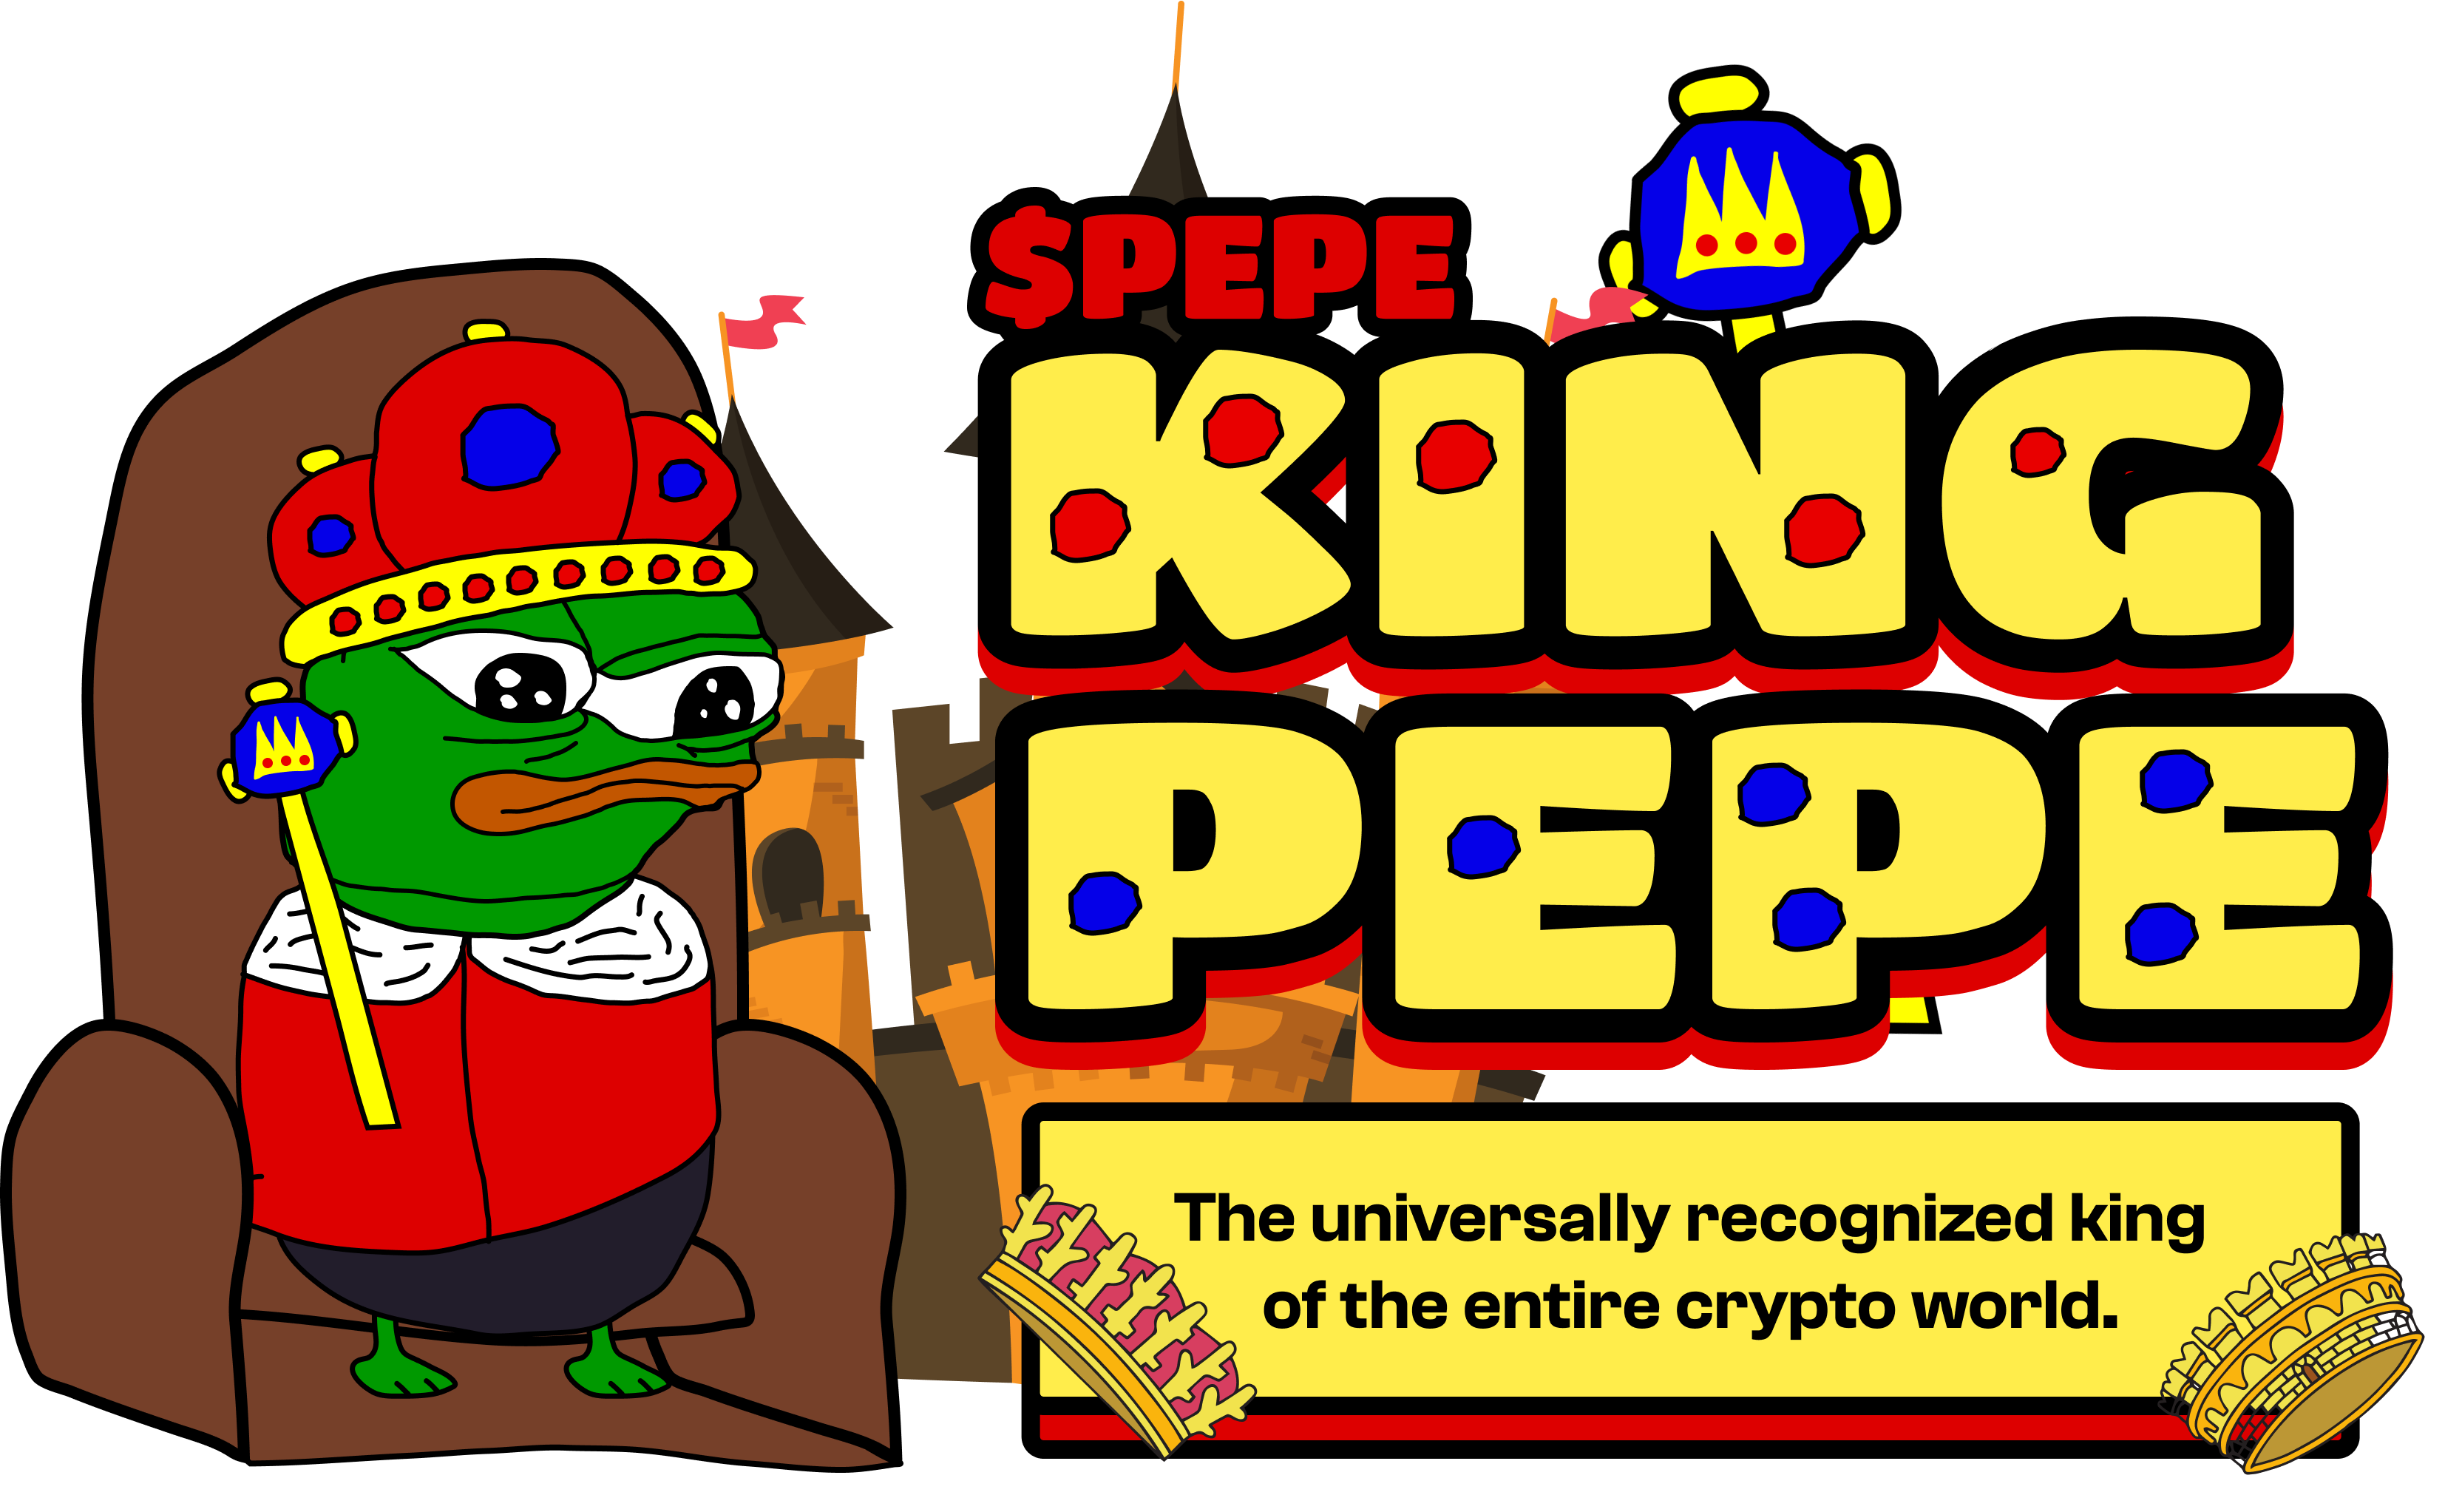 $PEPE
KING
PEPE
The universally recognized king
of the entire crypto world.